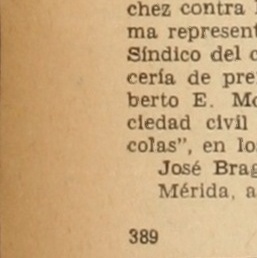 chez contra
ma represent
Síndico del c
cería de pre
berto E. Mo
ciedad civil
colas", en lo
José Brag
Mérida, a
389